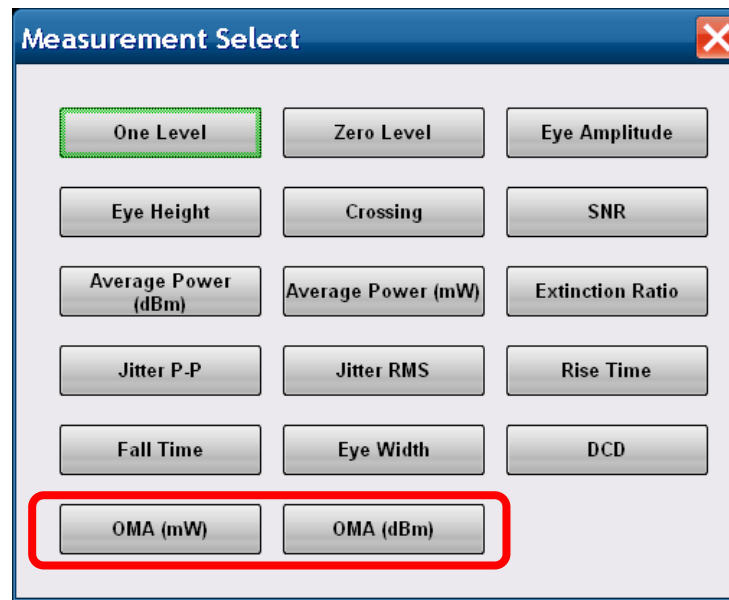 Measurement Select
One Level
Zero Level
Eye Amplitude
Eye Height
Crossing
SNR
Average Power
(dBm)
Average Power (mW)
Extinction Ratio
Jitter P-P
Jitter RMS
Rise Time
Fall Time
Eye Width
DCD
OMA (mW)
OMA (dBm)